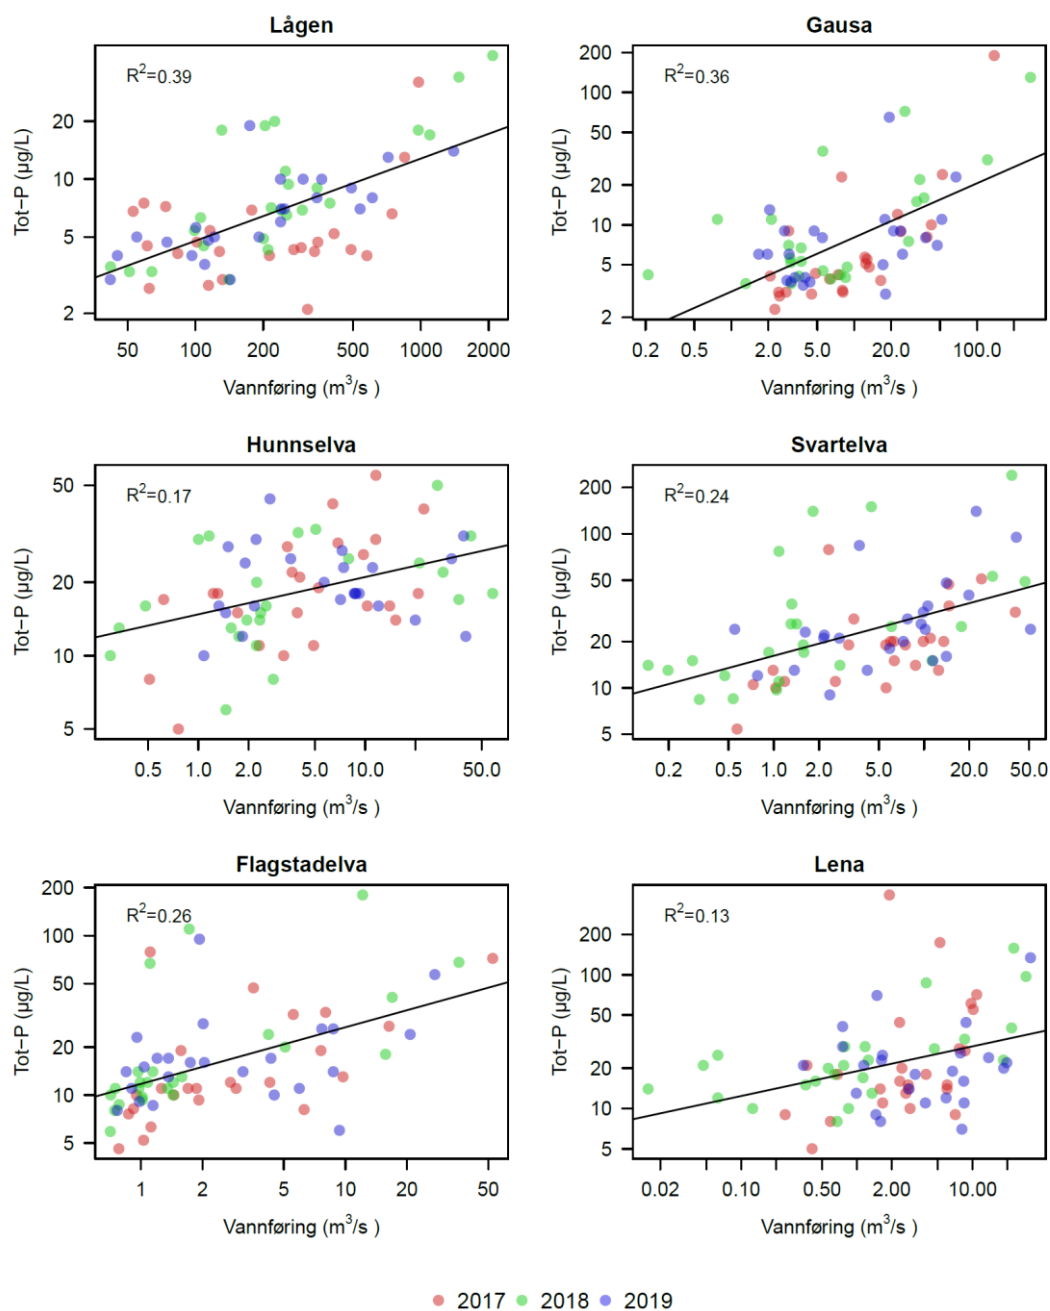 Lågen
R²=0.39
Tot−P (µg/L)
20
10
5
2
50 100 200 500 1000 2000
Vannføring (m³/s )
Gausa
R²=0.36
Tot−P (µg/L)
200
100
50
20
10
5
2
0.2 0.5 2.0 5.0 20.0 100.0
Vannføring (m³/s )
Hunnselva
R²=0.17
Tot−P (µg/L)
50
20
10
5
0.5 1.0 2.0 5.0 10.0 50.0
Vannføring (m³/s )
Svartelva
R²=0.24
Tot−P (µg/L)
200
100
50
20
10
5
0.2 0.5 1.0 2.0 5.0 20.0 50.0
Vannføring (m³/s )
Flagstadelva
R²=0.26
Tot−P (µg/L)
200
100
50
20
10
5
1 2 5 10 20 50
Vannføring (m³/s )
Lena
R²=0.13
Tot−P (µg/L)
200
100
50
20
10
5
0.02 0.10 0.50 2.00 10.00
Vannføring (m³/s )
2017 2018 2019